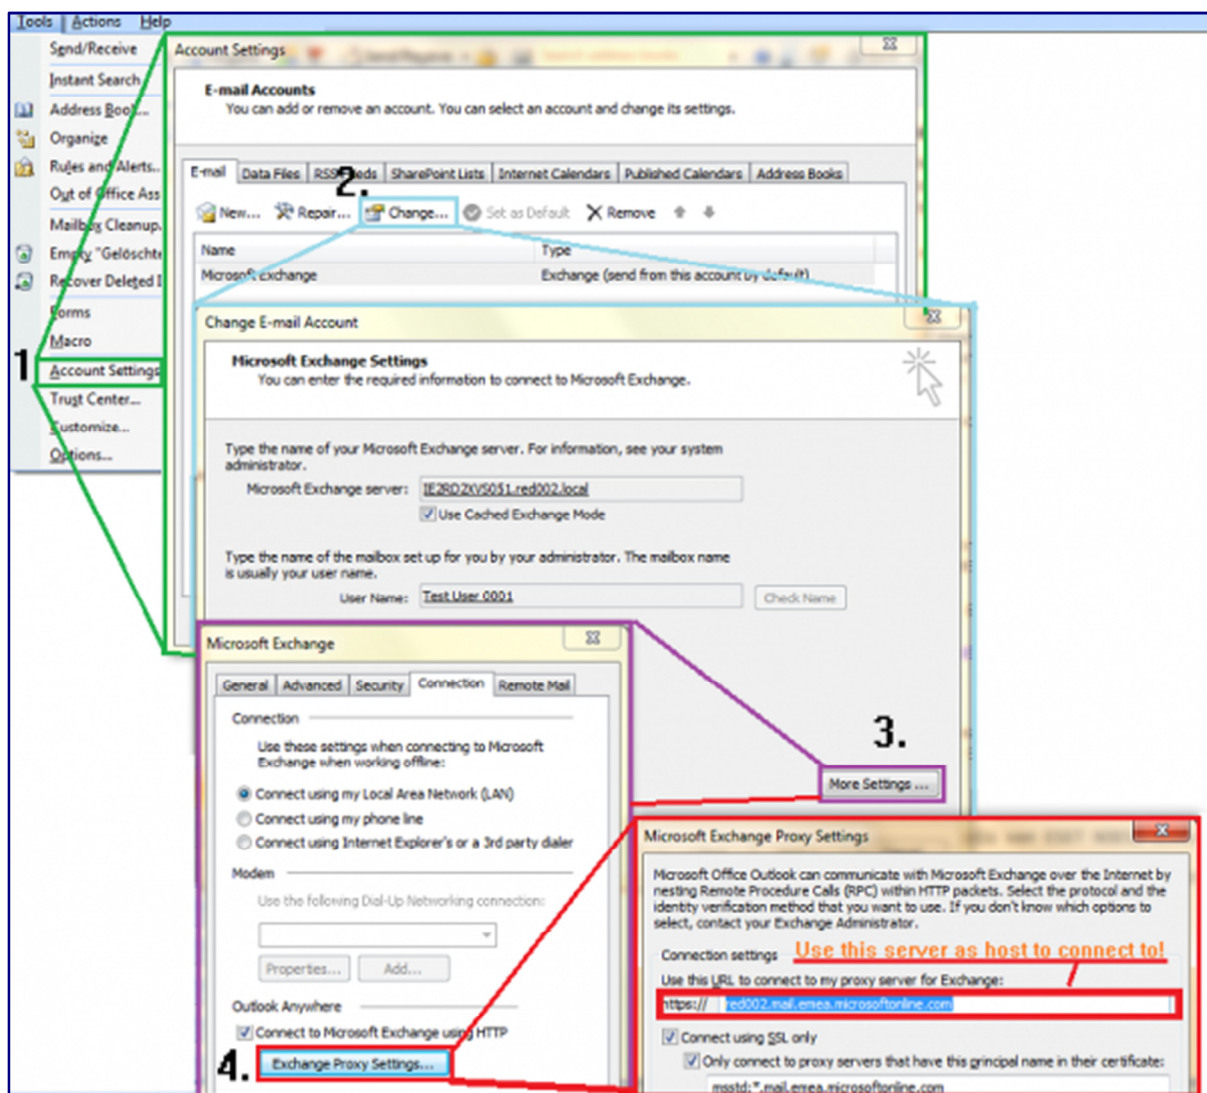 Tools Actions Help
Send/Receive
Instant Search
Address Book...
Organize
Rules and Alerts..
Out of Office Ass
Mailbox Cleanup.
Empty "Gelöschte
Recover Deleted I
Forms
Macro
1
Account Settings
Trust Center...
Customize...
Options...
Account Settings
E-mail Accounts
You can add or remove an account. You can select an account and change its settings.
E-mail Data Files RSS Feeds SharePoint Lists Internet Calendars Published Calendars Address Books
2.
New... Repair... Change... Set as Default Remove
Name Type
Microsoft Exchange Exchange (send from this account by default)
Change E-mail Account
Microsoft Exchange Settings
You can enter the required information to connect to Microsoft Exchange.
Type the name of your Microsoft Exchange server. For information, see your system
administrator.
Microsoft Exchange server: IE2RD2XVS051.red002.local
Use Cached Exchange Mode
Type the name of the mailbox set up for you by your administrator. The mailbox name
is usually your user name.
User Name: Test User 0001 Check Name
3.
More Settings ...
Microsoft Exchange
General Advanced Security Connection Remote Mail
Connection
Use these settings when connecting to Microsoft
Exchange when working offline:
Connect using my Local Area Network (LAN)
Connect using my phone line
Connect using Internet Explorer's or a 3rd party dialer
Modem
Use the following Dial-Up Networking connection:
Properties... Add...
Outlook Anywhere
Connect to Microsoft Exchange using HTTP
4.
Exchange Proxy Settings...
Microsoft Exchange Proxy Settings
Microsoft Office Outlook can communicate with Microsoft Exchange over the Internet by
nesting Remote Procedure Calls (RPC) within HTTP packets. Select the protocol and the
identity verification method that you want to use. If you don't know which options to
select, contact your Exchange Administrator.
Connection settings Use this server as host to connect to!
Use this URL to connect to my proxy server for Exchange:
https:// red002.mail.emea.microsoftonline.com
Connect using SSL only
Only connect to proxy servers that have this principal name in their certificate:
msstd:*.mail.emea.microsoftonline.com